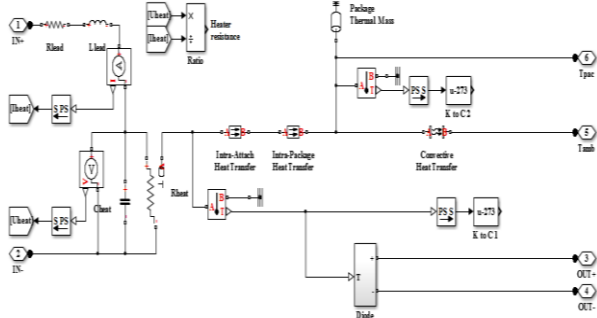 1
IN+
Rlead
Llead
A
[Uheat]
[Iheat]
×
÷
Ratio
Heater
resistance
Package
Thermal Mass
6
Tpac
B
A
T
PS S
u-273
K to C2
[Iheat]
S PS
A
B
Intra-Attach
Heat Transfer
A
B
Intra-Package
Heat Transfer
A
B
Convective
Heat Transfer
5
Tamb
V
Cheat
Rheat
T
B
A
T
PS S
u-273
K to C1
[Uheat]
S PS
2
IN-
T
+
-
Diode
3
OUT+
4
OUT-